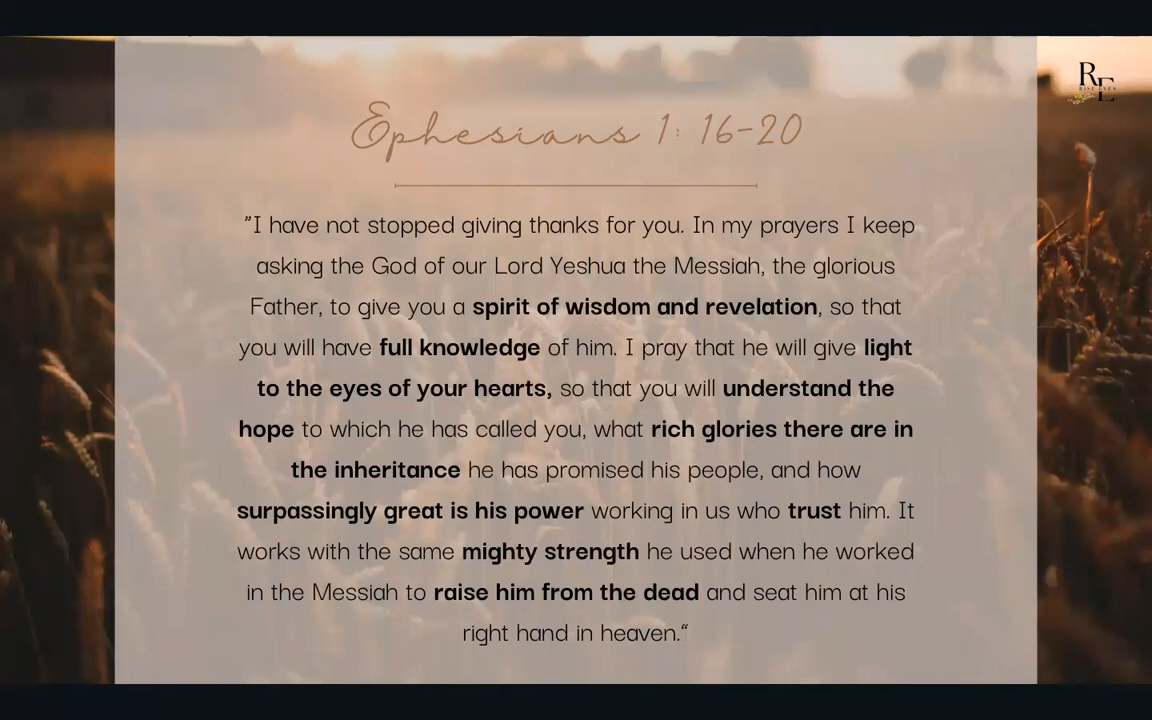 Ephesians 1: 16-20
RE
"I have not stopped giving thanks for you. In my prayers I keep
asking the God of our Lord Yeshua the Messiah, the glorious
Father, to give you a spirit of wisdom and revelation, so that
you will have full knowledge of him. I pray that he will give light
to the eyes of your hearts, so that you will understand the
hope to which he has called you, what rich glories there are in
the inheritance he has promised his people, and how
surpassingly great is his power working in us who trust him. It
works with the same mighty strength he used when he worked
in the Messiah to raise him from the dead and seat him at his
right hand in heaven.“